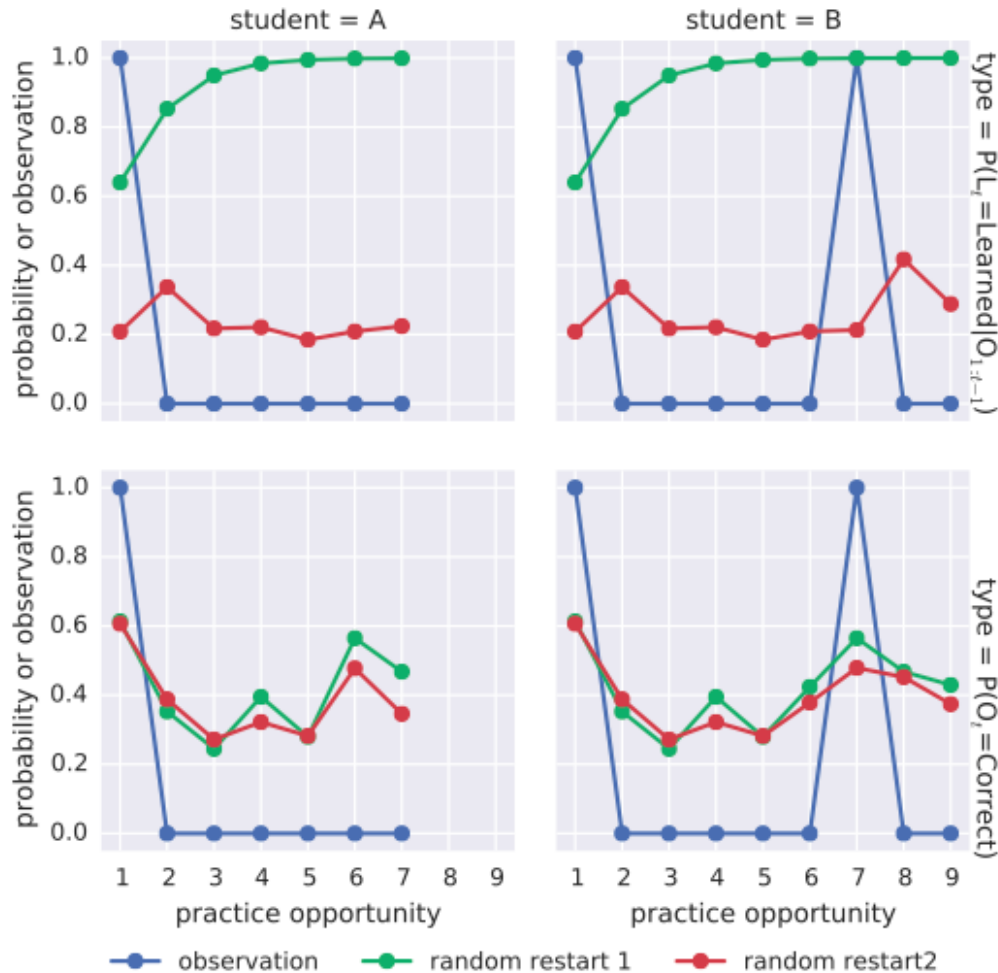 student = A
student = B
1.0
0.8
0.6
0.4
0.2
0.0
probability or observation
type = P(L_t=Learned|O_{1:t-1})
1.0
0.8
0.6
0.4
0.2
0.0
probability or observation
type = P(O_t=Correct)
1 2 3 4 5 6 7 8 9
1 2 3 4 5 6 7 8 9
practice opportunity
practice opportunity
observation
random restart 1
random restart2